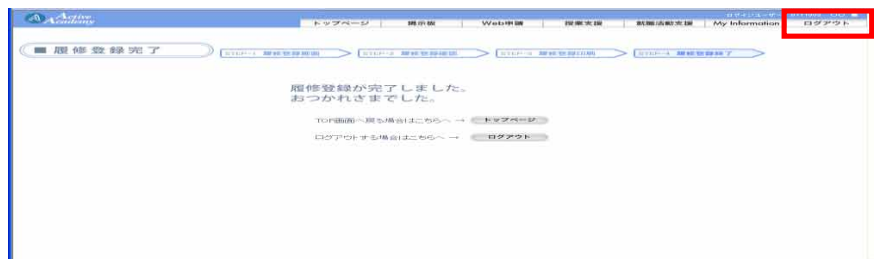 Active
Academy
トップページ 掲示板 Web申請 授業支援 就職活動支援 My Information ログアウト
■ 履修登録完了
STEP-1 履修登録画面 STEP-2 履修登録確認 STEP-3 履修登録印刷 STEP-4 履修登録終了
履修登録が完了しました。
おつかれさまでした。
TOP画面へ戻る場合はこちらへ → トップページ
ログアウトする場合はこちらへ → ログアウト